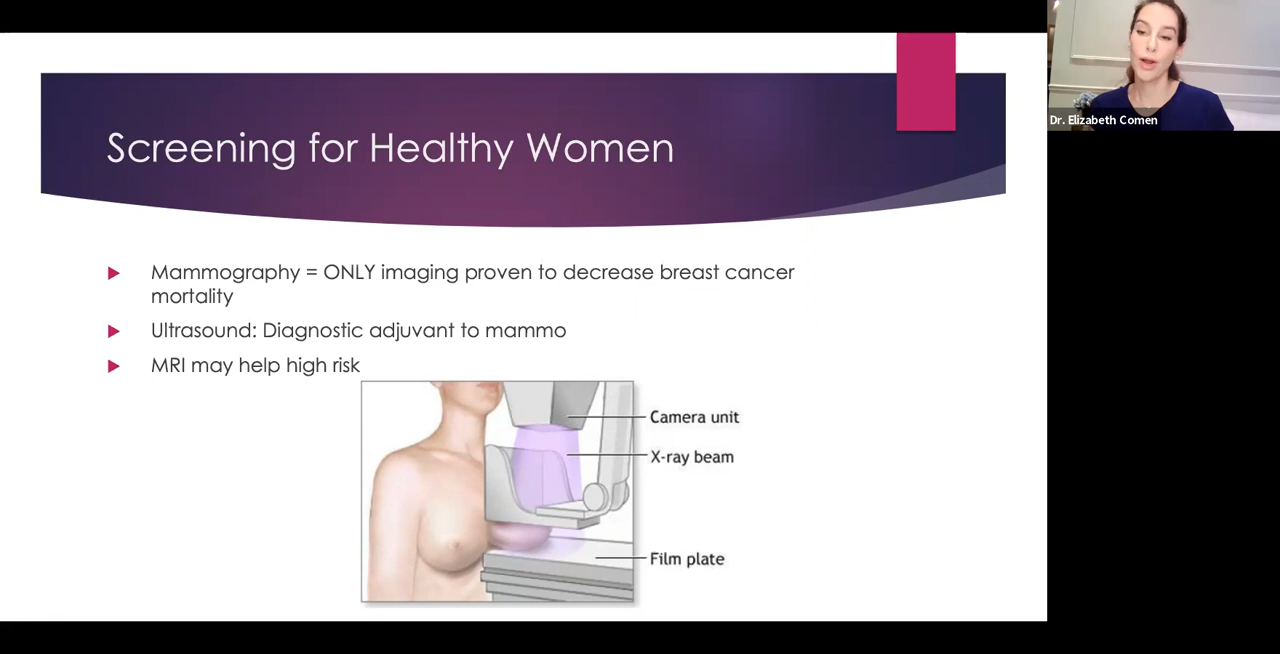 Screening for Healthy Women
Mammography = ONLY imaging proven to decrease breast cancer
mortality
Ultrasound: Diagnostic adjuvant to mammo
MRI may help high risk
Camera unit
X-ray beam
Film plate
Dr. Elizabeth Comen